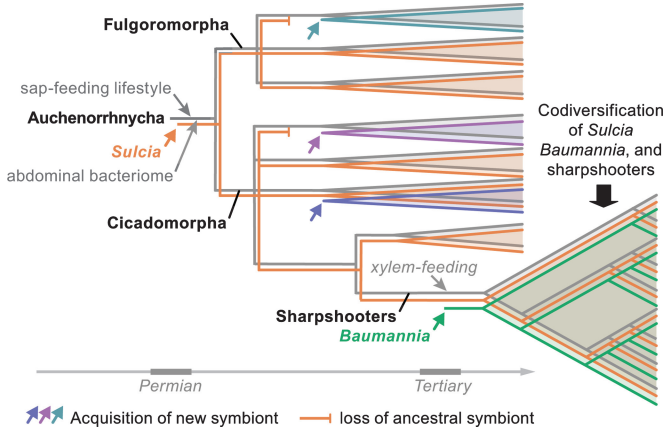 Fulgoromorpha
sap-feeding lifestyle
Auchenorrhnycha
Sulcia
abdominal bacteriome
Cicadomorpha
Codiversification
of Sulcia
Baumannia, and
sharpshooters
xylem-feeding
Sharpshooters
Baumannia
Permian
Tertiary
Acquisition of new symbiont
loss of ancestral symbiont